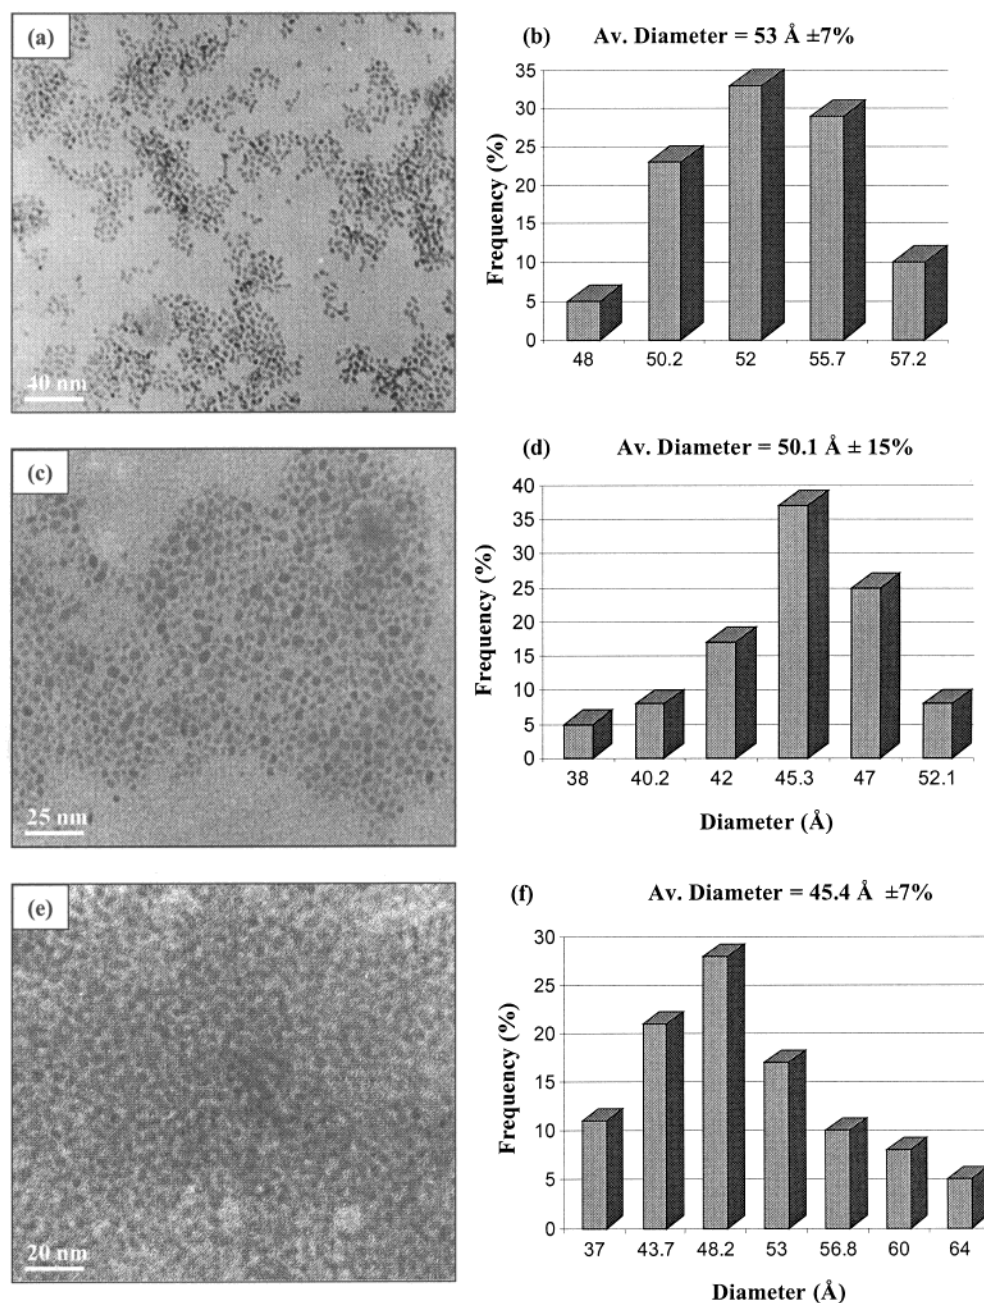 (a)
40 nm
(b) Av. Diameter = 53 Å ±7%
Frequency (%)
35
30
25
20
15
10
5
0
48 50.2 52 55.7 57.2
(c)
25 nm
(d) Av. Diameter = 50.1 Å ± 15%
Frequency (%)
40
35
30
25
20
15
10
5
0
38 40.2 42 45.3 47 52.1
Diameter (Å)
(e)
20 nm
(f) Av. Diameter = 45.4 Å ±7%
Frequency (%)
30
25
20
15
10
5
0
37 43.7 48.2 53 56.8 60 64
Diameter (Å)